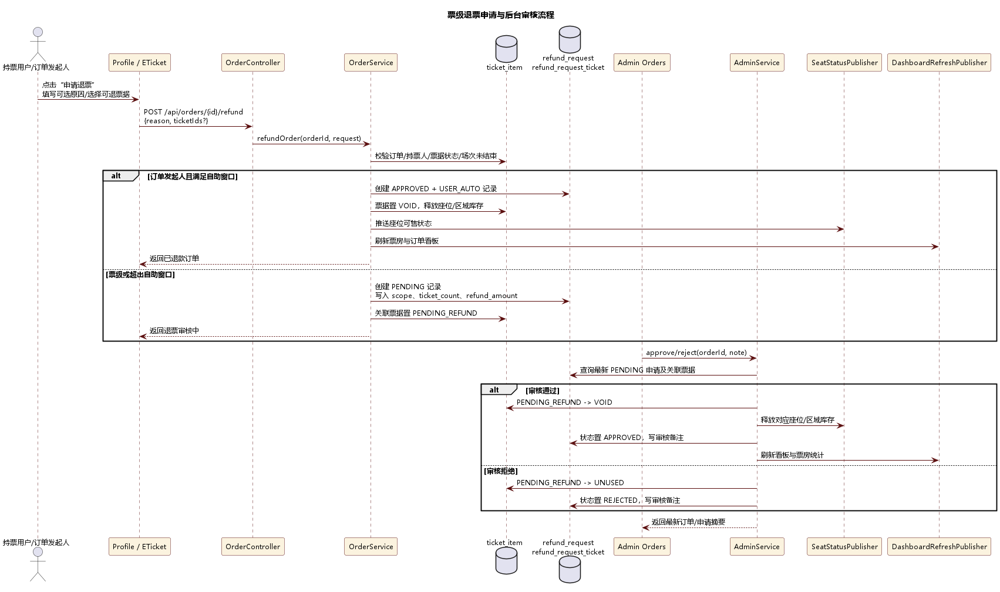 票级退票申请与后台审核流程
持票用户/订单发起人
Profile / ETicket
OrderController
OrderService
ticket_item
refund_request
refund_request_ticket
Admin Orders
AdminService
SeatStatusPublisher
DashboardRefreshPublisher
点击“申请退票”
填写可选原因/选择可退票据
POST /api/orders/{id}/refund
{reason, ticketIds?}
refundOrder(orderId, request)
校验订单/持票人/票据状态/场次未结束
alt [订单发起人且满足自助窗口]
创建 APPROVED + USER_AUTO 记录
票据置 VOID，释放座位/区域库存
推送座位可售状态
刷新票房与订单看板
返回已退款订单
[票级或超出自助窗口]
创建 PENDING 记录
写入 scope、ticket_count、refund_amount
关联票据置 PENDING_REFUND
返回退票审核中
approve/reject(orderId, note)
查询最新 PENDING 申请及关联票据
alt [审核通过]
PENDING_REFUND -> VOID
释放对应座位/区域库存
状态置 APPROVED，写审核备注
刷新看板与票房统计
[审核拒绝]
PENDING_REFUND -> UNUSED
状态置 REJECTED，写审核备注
返回最新订单/申请摘要
持票用户/订单发起人
Profile / ETicket
OrderController
OrderService
ticket_item
refund_request
refund_request_ticket
Admin Orders
AdminService
SeatStatusPublisher
DashboardRefreshPublisher